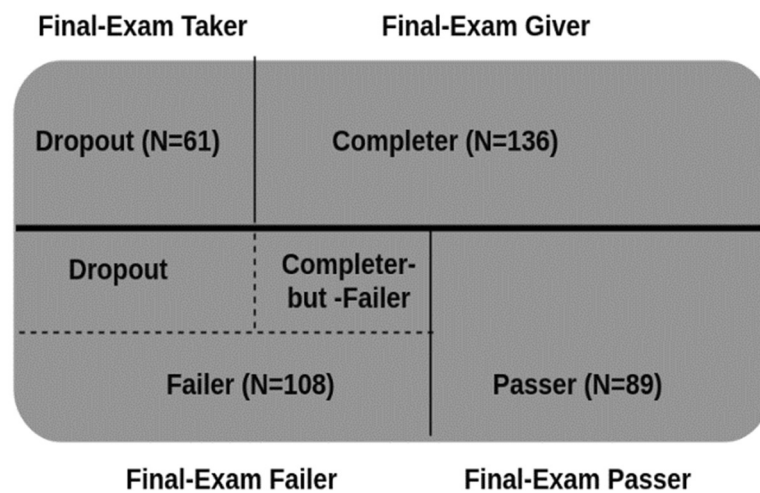 Final-Exam Taker Final-Exam Giver
Dropout (N=61) Completer (N=136)
Dropout
Completer-
but -Failer
Failer (N=108) Passer (N=89)
Final-Exam Failer Final-Exam Passer